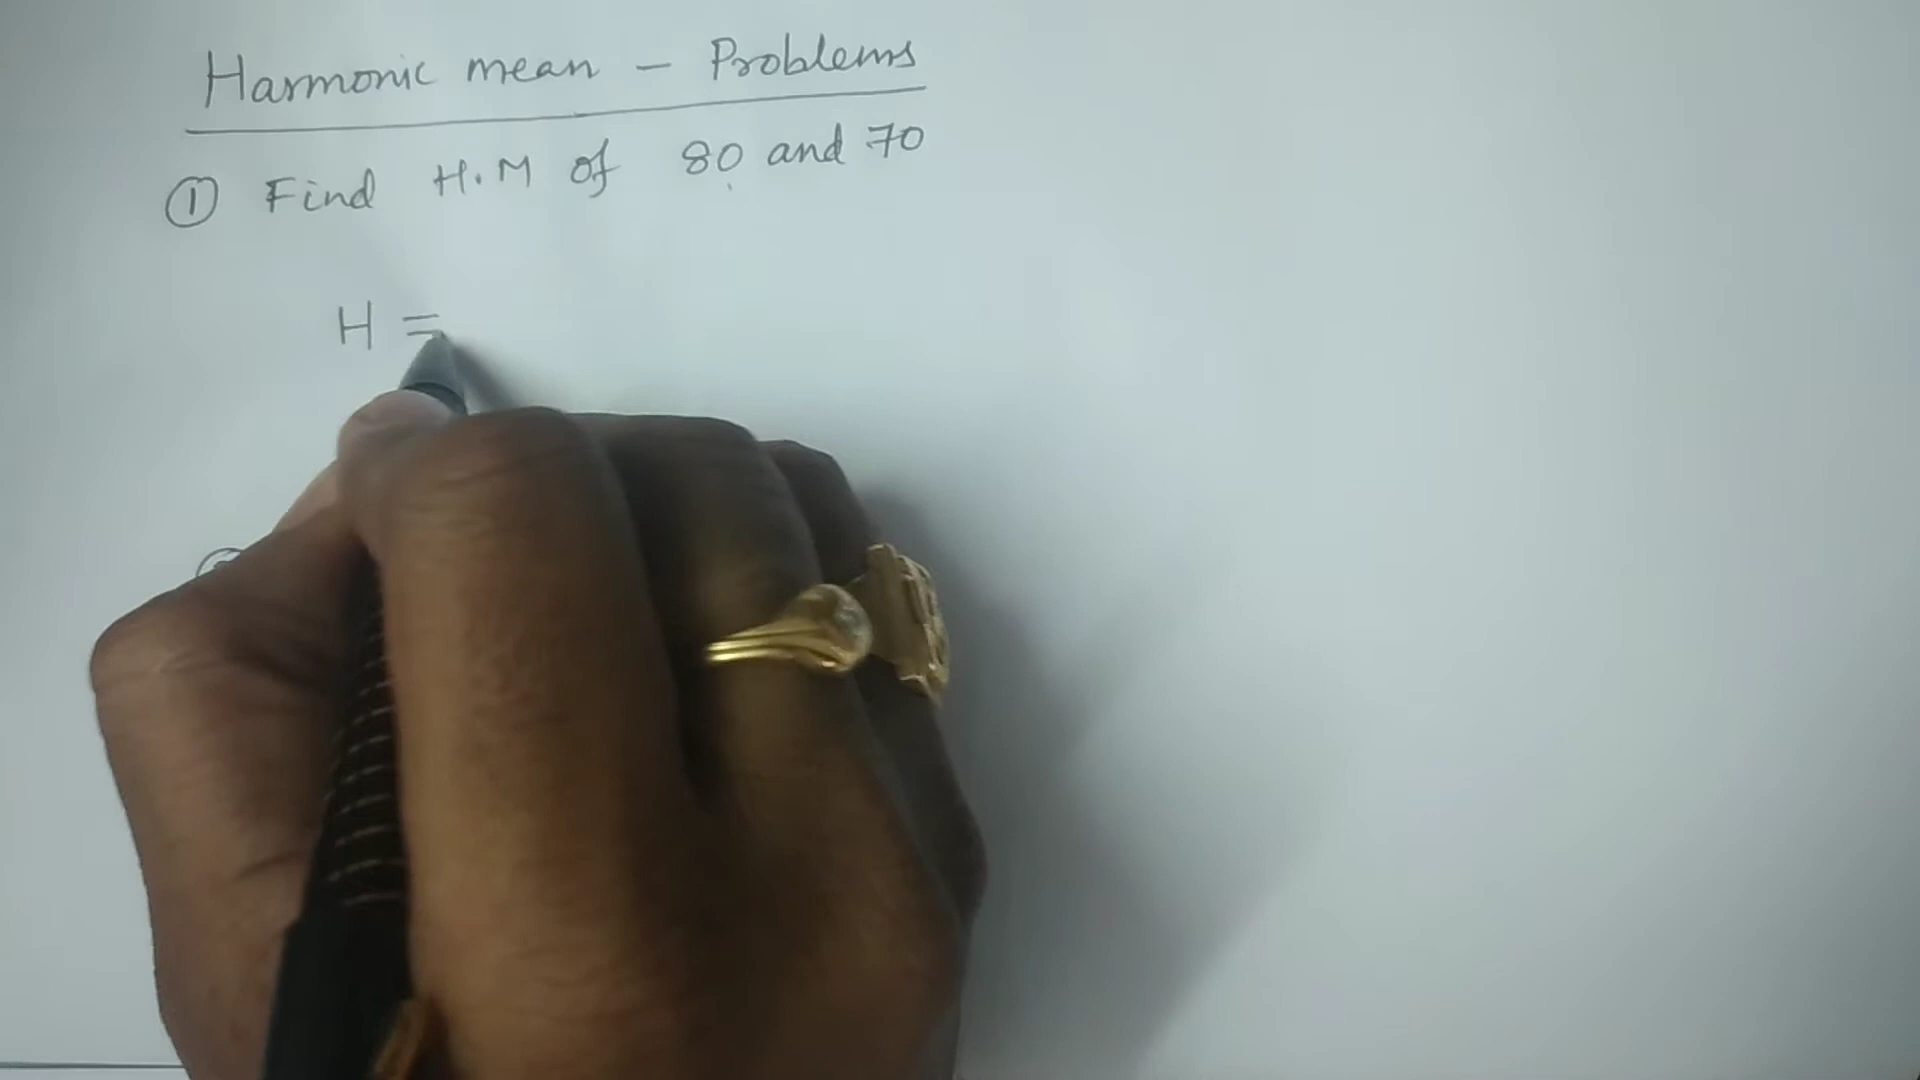 Harmonic mean - Problems
① Find H.M of 80 and 70
H =